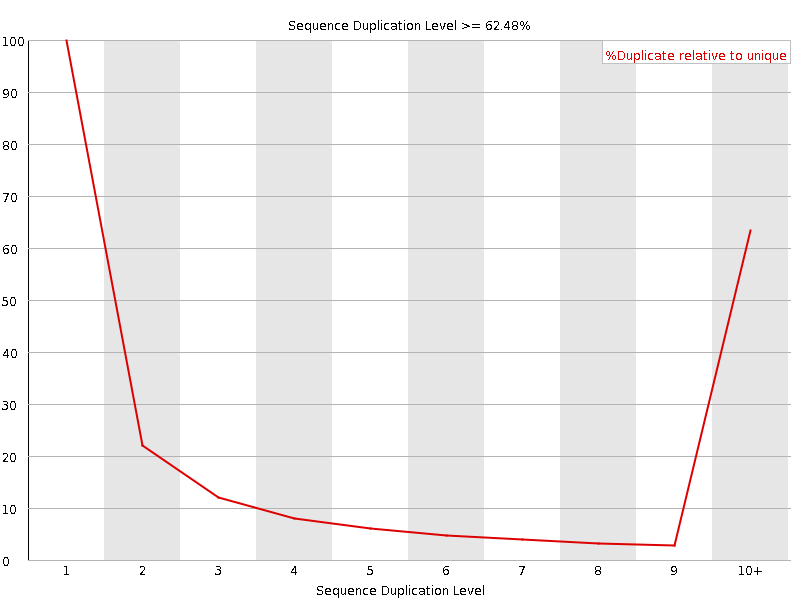 Sequence Duplication Level >= 62.48%
%Duplicate relative to unique
100
90
80
70
60
50
40
30
20
10
0
1 2 3 4 5 6 7 8 9 10+
Sequence Duplication Level